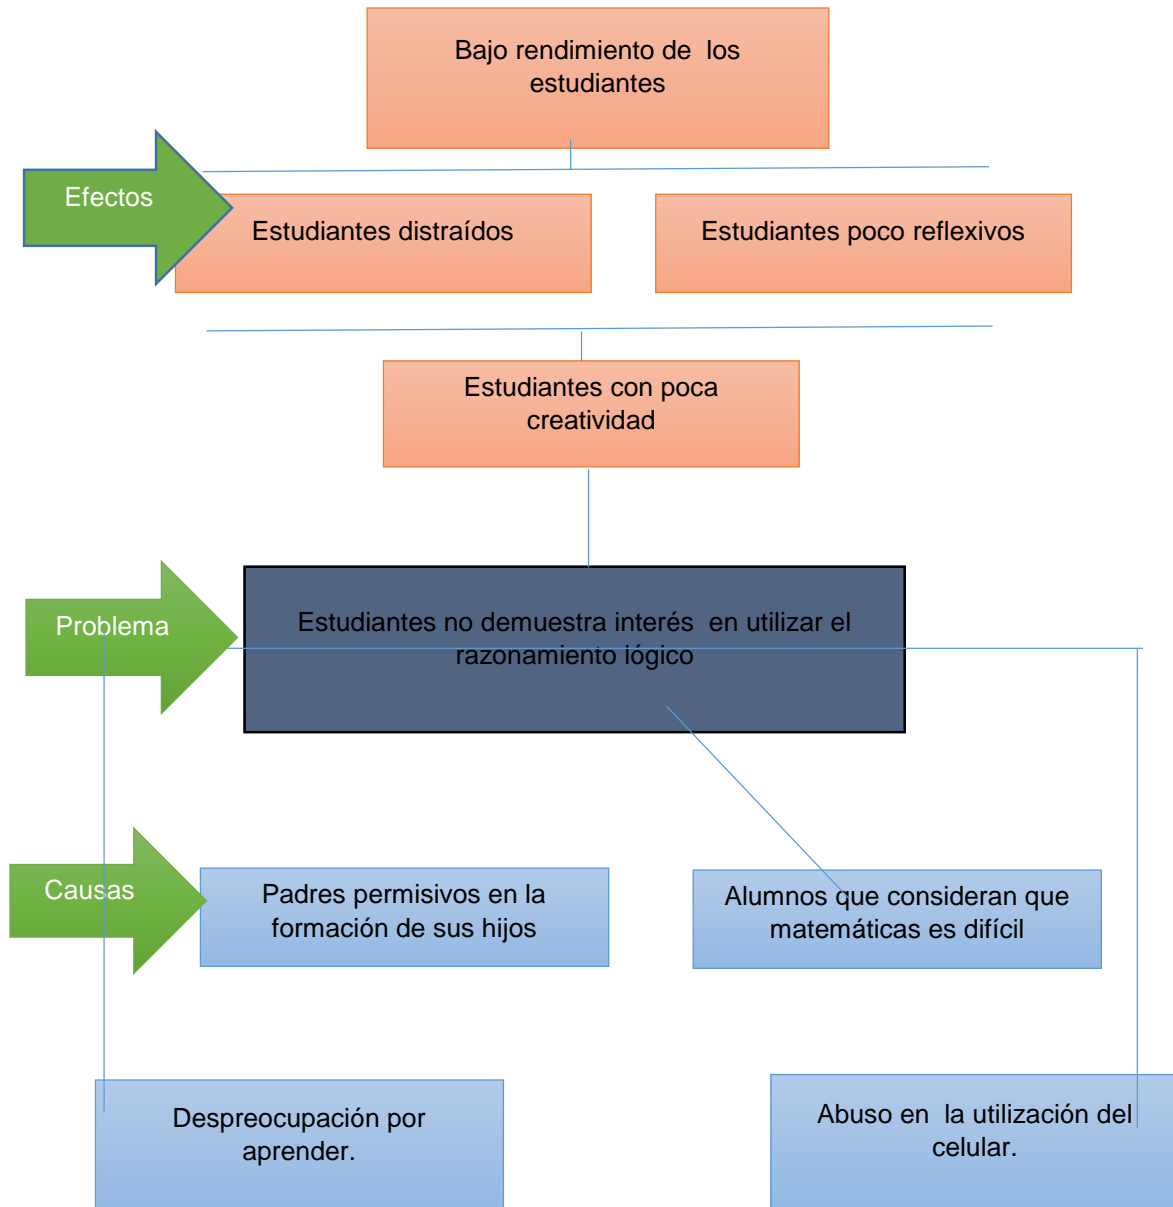 Bajo rendimiento de  los
estudiantes
Efectos
Estudiantes distraídos
Estudiantes poco reflexivos
Estudiantes con poca
creatividad
Problema
Estudiantes no demuestra interés  en utilizar el
razonamiento lógico
Causas
Padres permisivos en la
formación de sus hijos
Alumnos que consideran que
matemáticas es difícil
Despreocupación por
aprender.
Abuso en  la utilización del
celular.